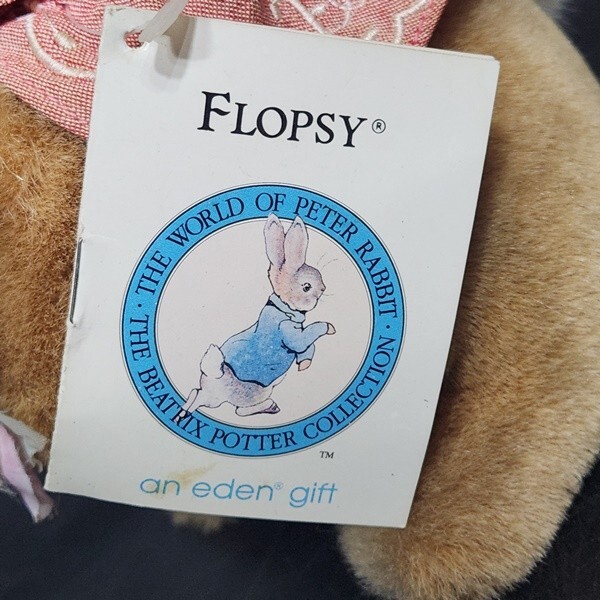 FLOPSY®
· THE WORLD OF PETER RABBIT ·
THE BEATRIX POTTER COLLECTION
TM
an eden® gift